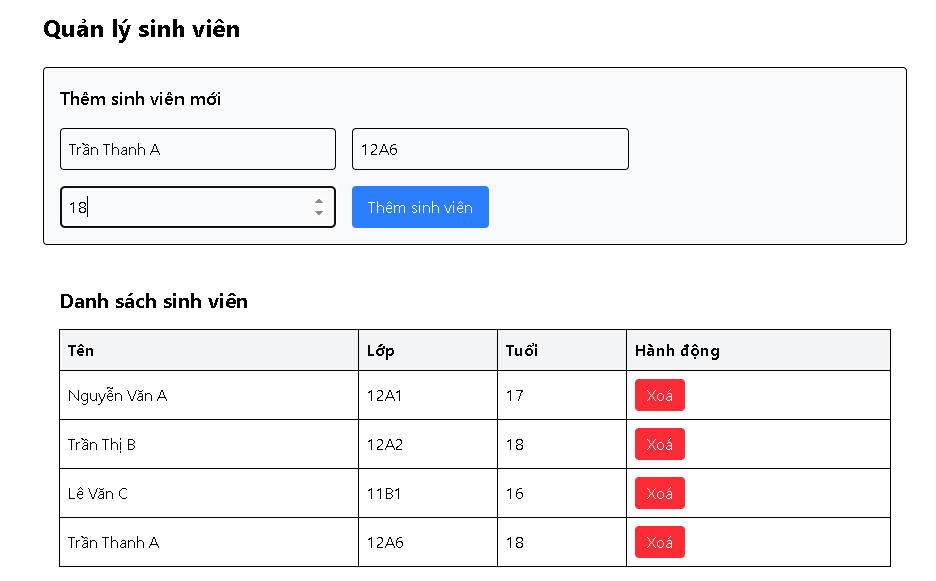 Quản lý sinh viên
Thêm sinh viên mới
Trần Thanh A 12A6
18 Thêm sinh viên
Danh sách sinh viên
Tên Lớp Tuổi Hành động
Nguyễn Văn A 12A1 17 Xoá
Trần Thị B 12A2 18 Xoá
Lê Văn C 11B1 16 Xoá
Trần Thanh A 12A6 18 Xoá